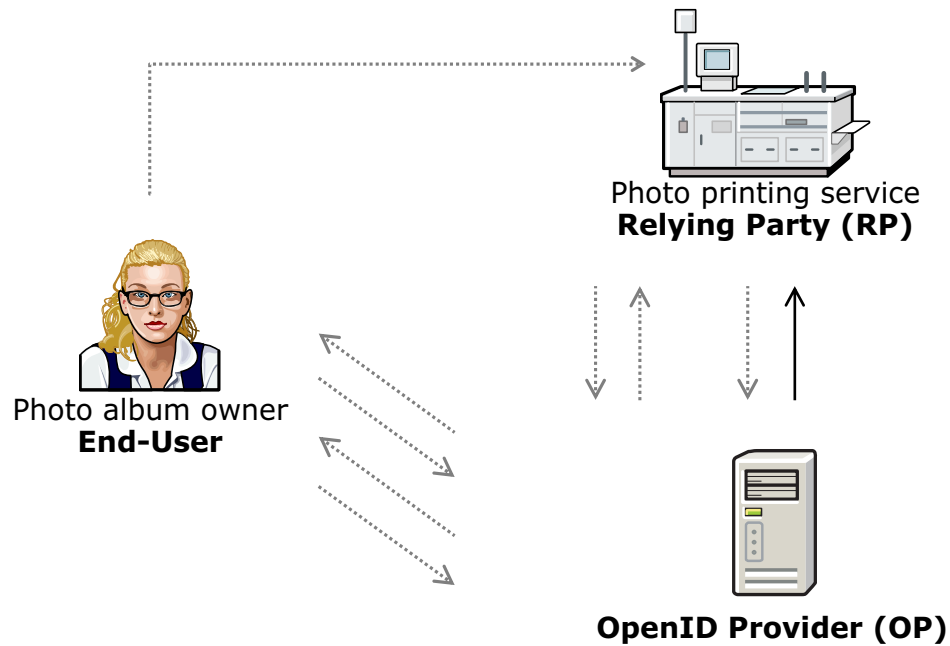 Photo printing service
Relying Party (RP)
Photo album owner
End-User
OpenID Provider (OP)